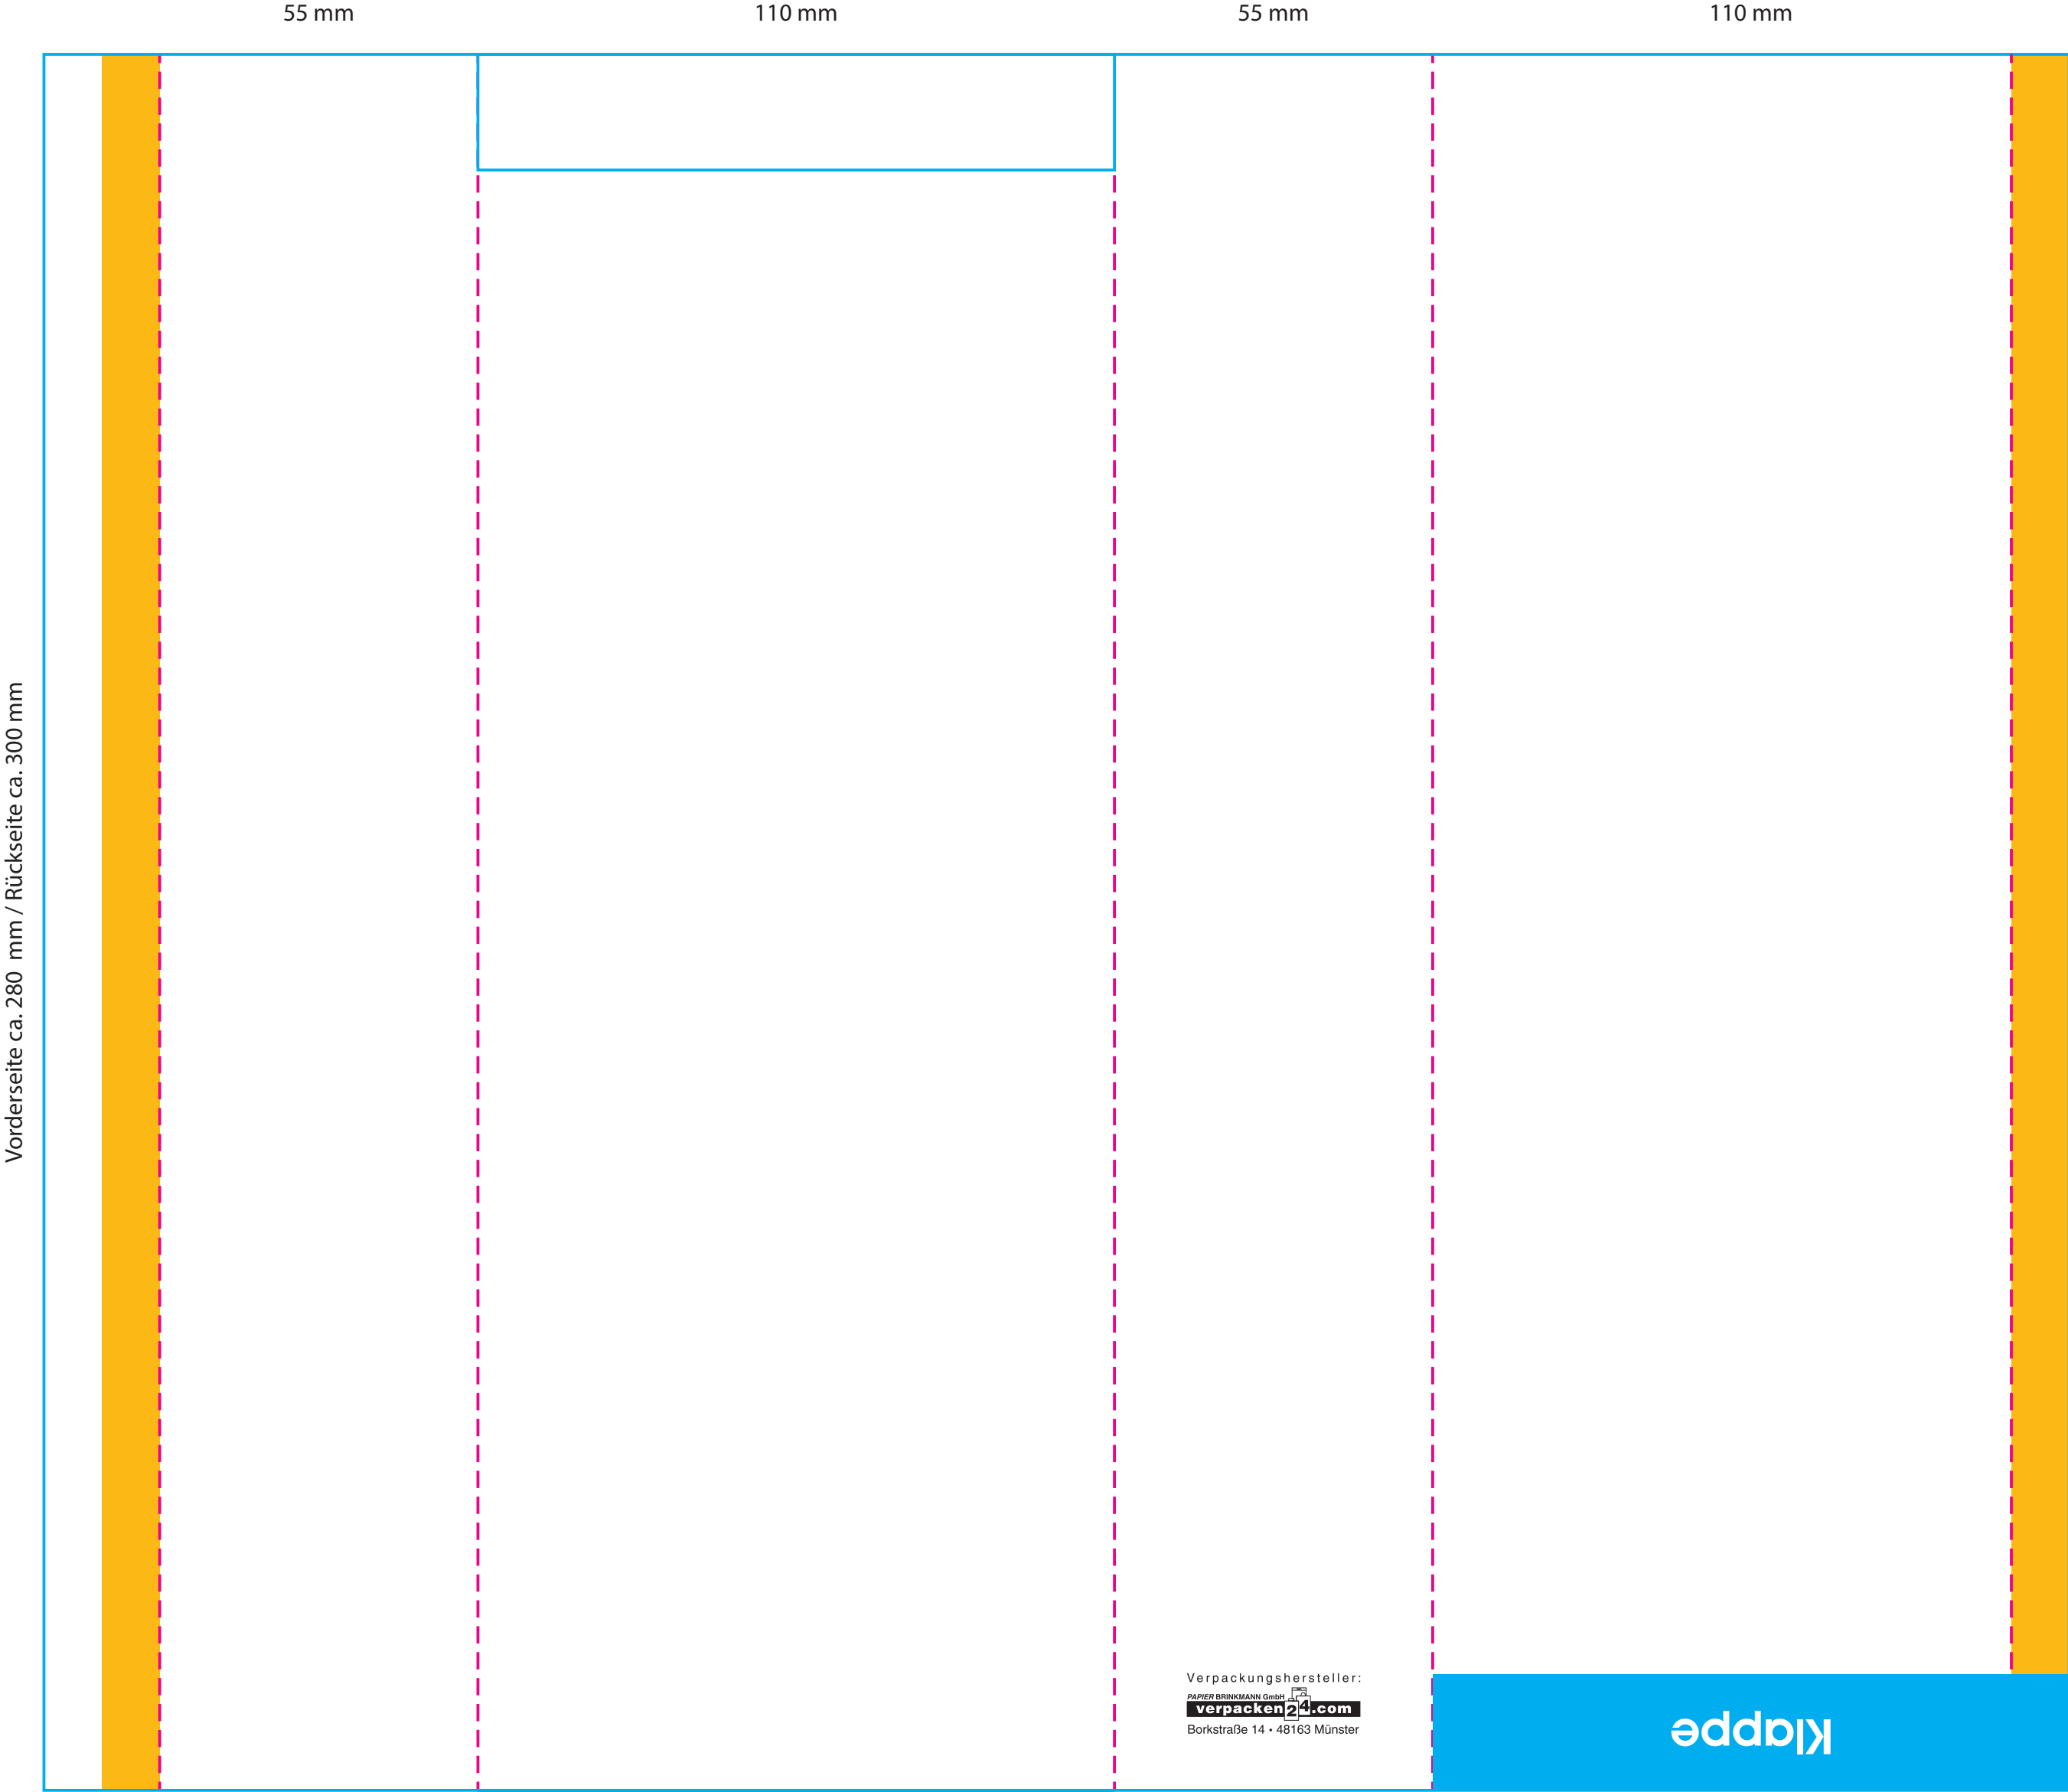 55 mm
110 mm
55 mm
110 mm
Vorderseite ca. 280 mm / Rückseite ca. 300 mm
Verpackungshersteller:
PAPIER BRINKMANN GmbH
verpacken24.com
Borkstraße 14 • 48163 Münster
klappe